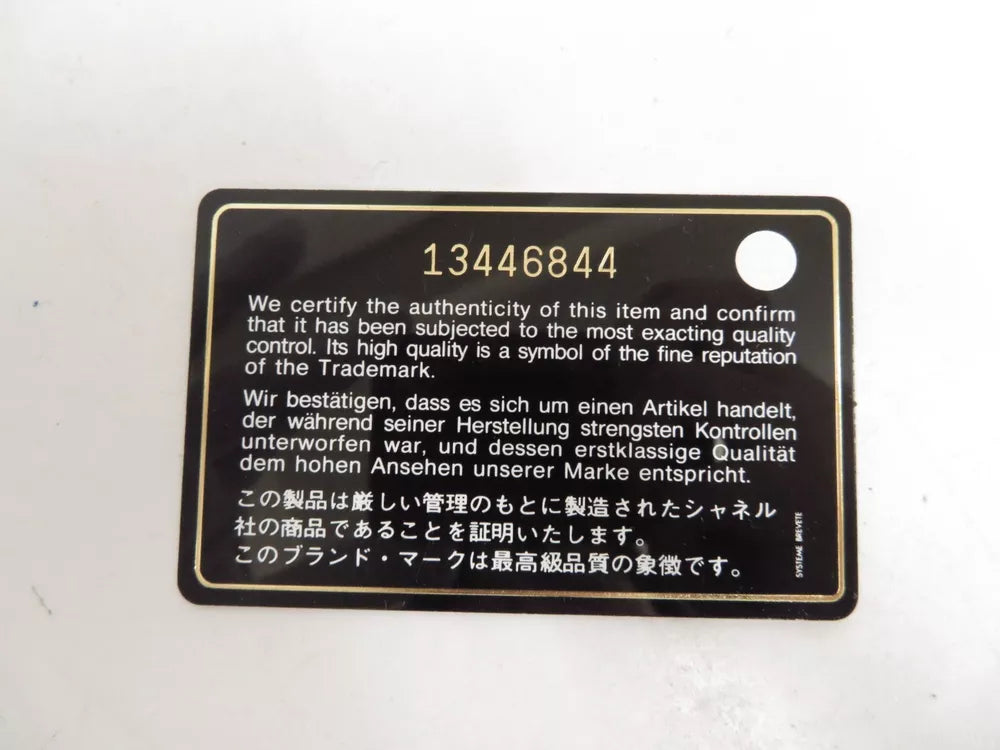 13446844
We certify the authenticity of this item and confirm
that it has been subjected to the most exacting quality
control. Its high quality is a symbol of the fine reputation
of the Trademark.
Wir bestätigen, dass es sich um einen Artikel handelt,
der während seiner Herstellung strengsten Kontrollen
unterworfen war, und dessen erstklassige Qualität
dem hohen Ansehen unserer Marke entspricht.
この製品は厳しい管理のもとに製造されたシャネル
社の商品であることを証明いたします。
このブランド・マークは最高級品質の象徴です。
SYSTEME BREVETE